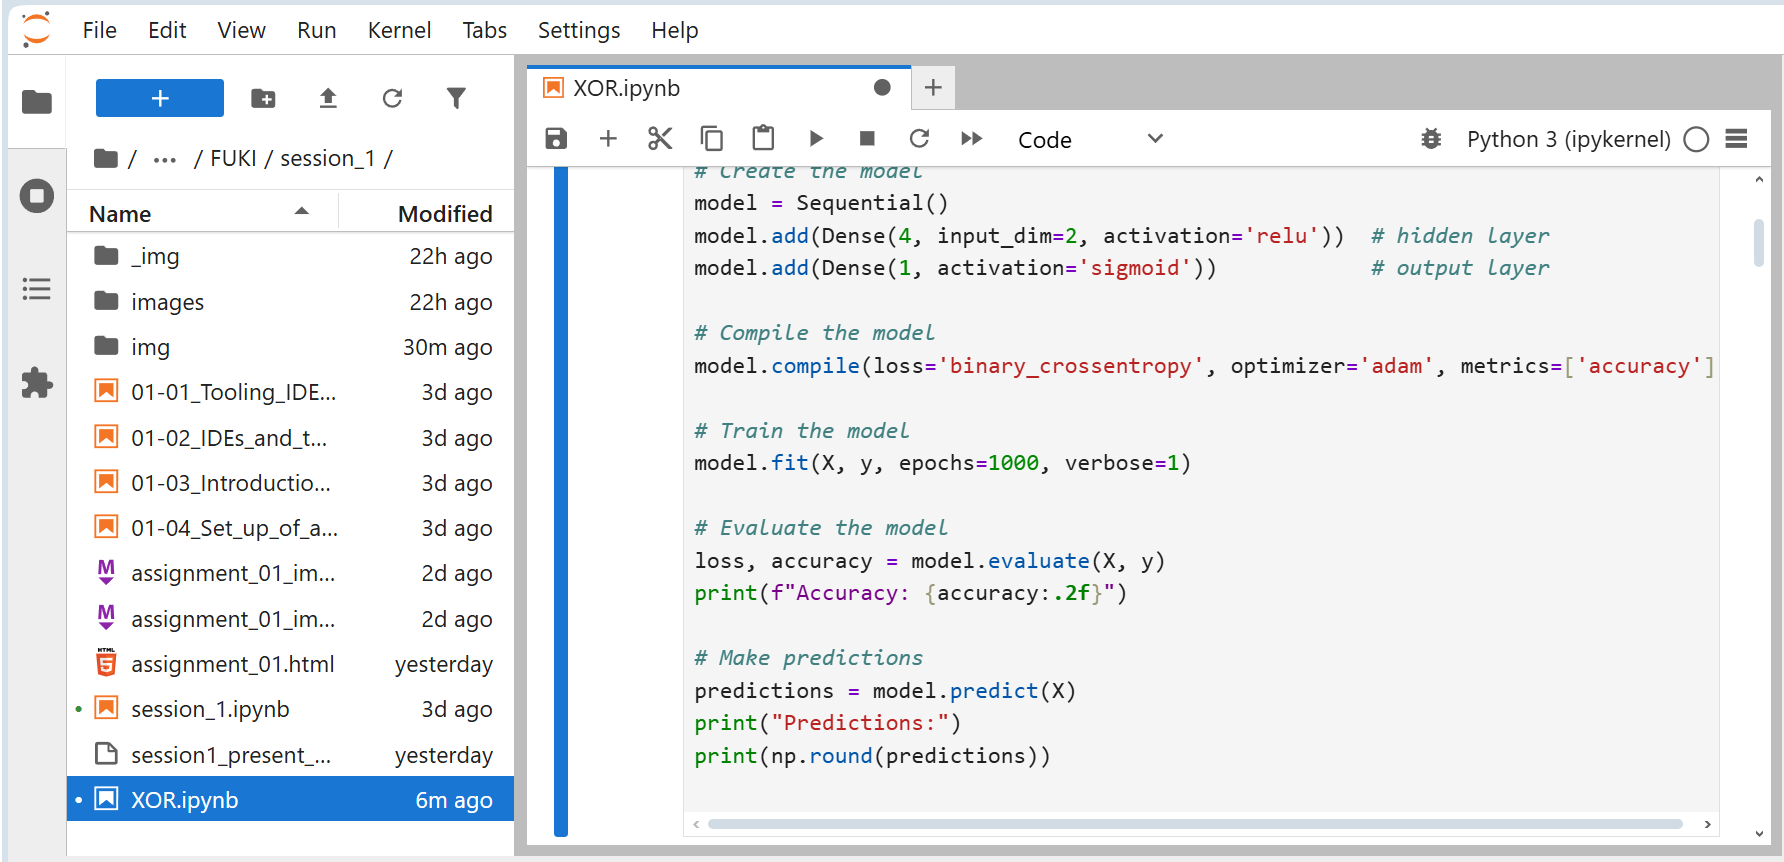 File Edit View Run Kernel Tabs Settings Help
/ ... / FUKI / session_1 /
Name Modified
_img 22h ago
images 22h ago
img 30m ago
01-01_Tooling_IDE... 3d ago
01-02_IDEs_and_t... 3d ago
01-03_Introductio... 3d ago
01-04_Set_up_of_a... 3d ago
assignment_01_im... 2d ago
assignment_01_im... 2d ago
assignment_01.html yesterday
session_1.ipynb 3d ago
session1_present_... yesterday
XOR.ipynb 6m ago
XOR.ipynb
Code Python 3 (ipykernel)
# Create the model
model = Sequential()
model.add(Dense(4, input_dim=2, activation='relu'))  # hidden layer
model.add(Dense(1, activation='sigmoid'))            # output layer
# Compile the model
model.compile(loss='binary_crossentropy', optimizer='adam', metrics=['accuracy']
# Train the model
model.fit(X, y, epochs=1000, verbose=1)
# Evaluate the model
loss, accuracy = model.evaluate(X, y)
print(f"Accuracy: {accuracy:.2f}")
# Make predictions
predictions = model.predict(X)
print("Predictions:")
print(np.round(predictions))